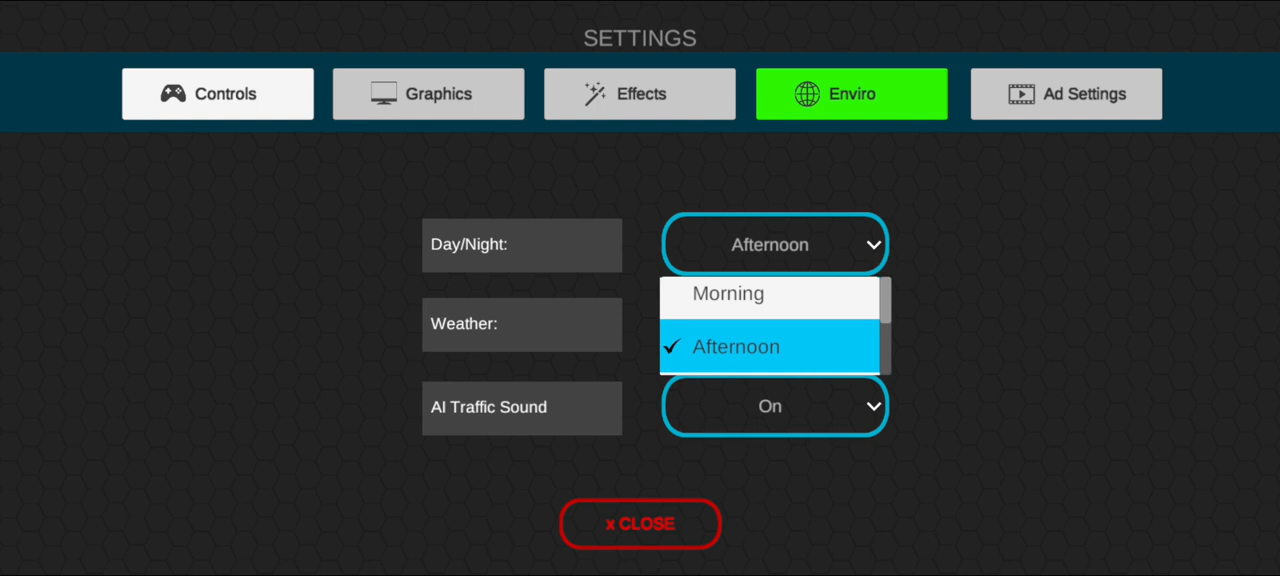 SETTINGS
Controls
Graphics
Effects
Enviro
Ad Settings
Day/Night:
Afternoon
Morning
Weather:
Afternoon
AI Traffic Sound
On
x CLOSE